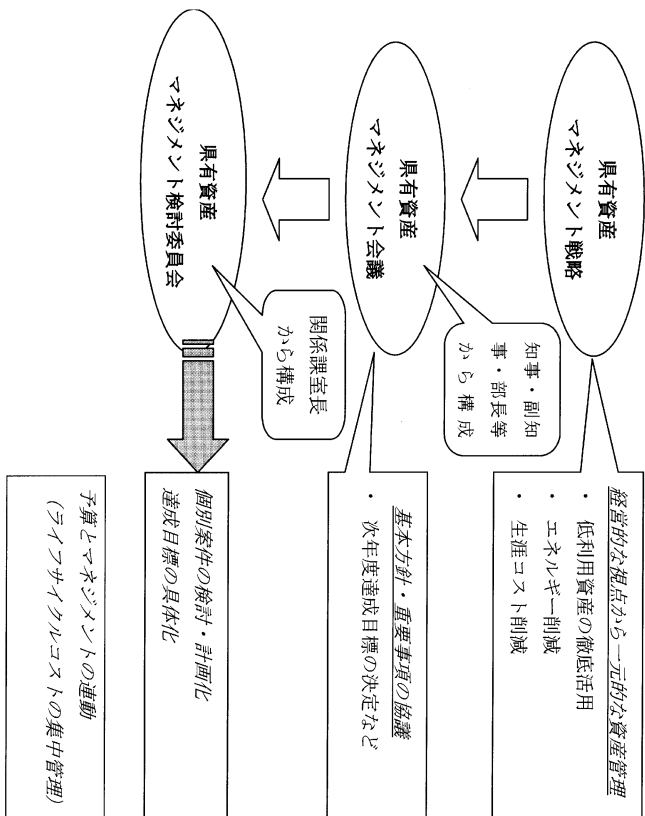 県有資産
マネジメント戦略
経営的な視点から一元的な資産管理
・ 低利用資産の徹底活用
・ エネルギー削減
・ 生涯コスト削減
知事・副知
事・部長等
から構成
県有資産
マネジメント会議
基本方針・重要事項の協議
・ 次年度達成目標の決定など
関係課室長
から構成
県有資産
マネジメント検討委員会
個別案件の検討・計画化
達成目標の具体化
予算とマネジメントの連動
(ライフサイクルコストの集中管理)